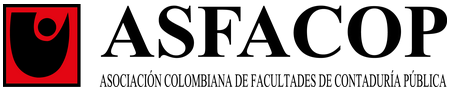 ASFACOP
ASOCIACIÓN COLOMBIANA DE FACULTADES DE CONTADURÍA PÚBLICA